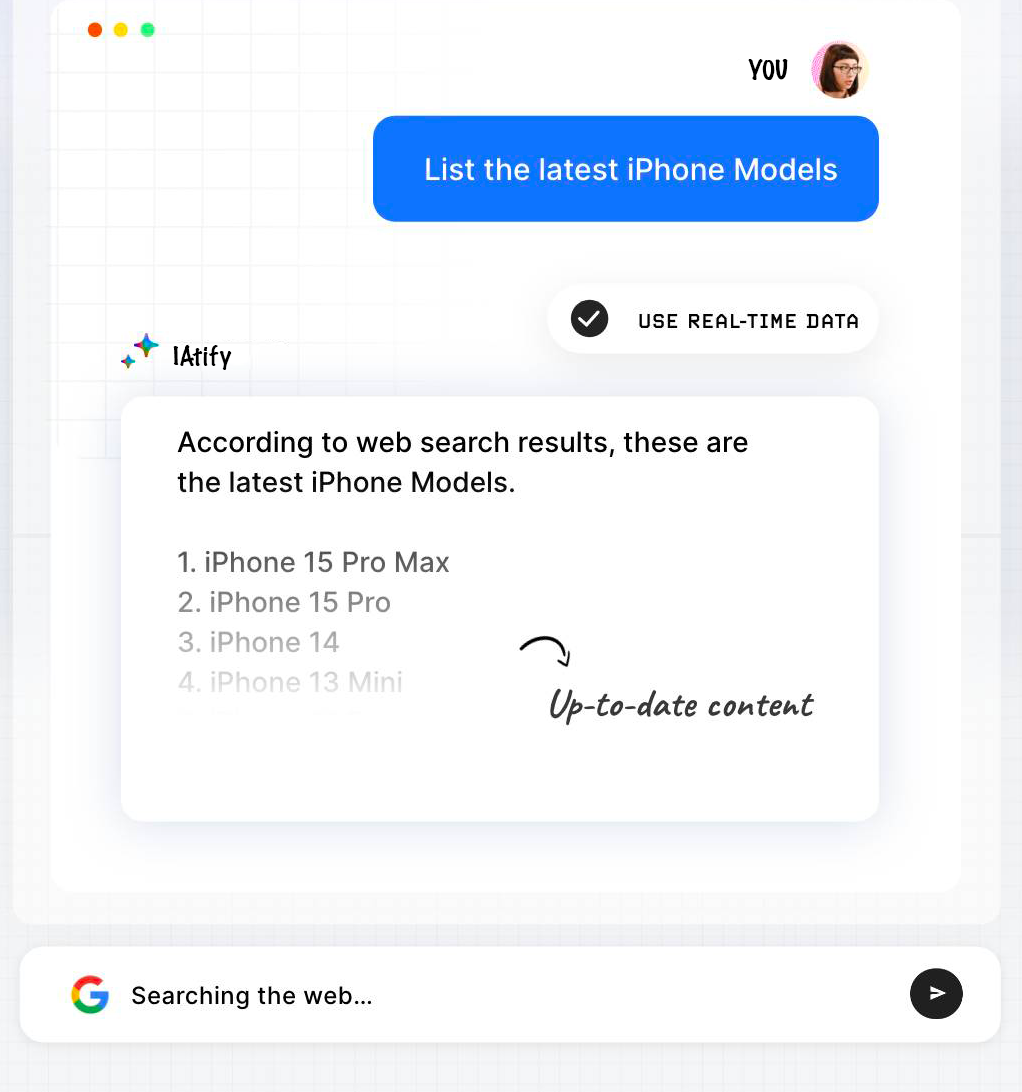 YOU
List the latest iPhone Models
USE REAL-TIME DATA
IAtify
According to web search results, these are
the latest iPhone Models.
1. iPhone 15 Pro Max
2. iPhone 15 Pro
3. iPhone 14
4. iPhone 13 Mini
Up-to-date content
Searching the web...